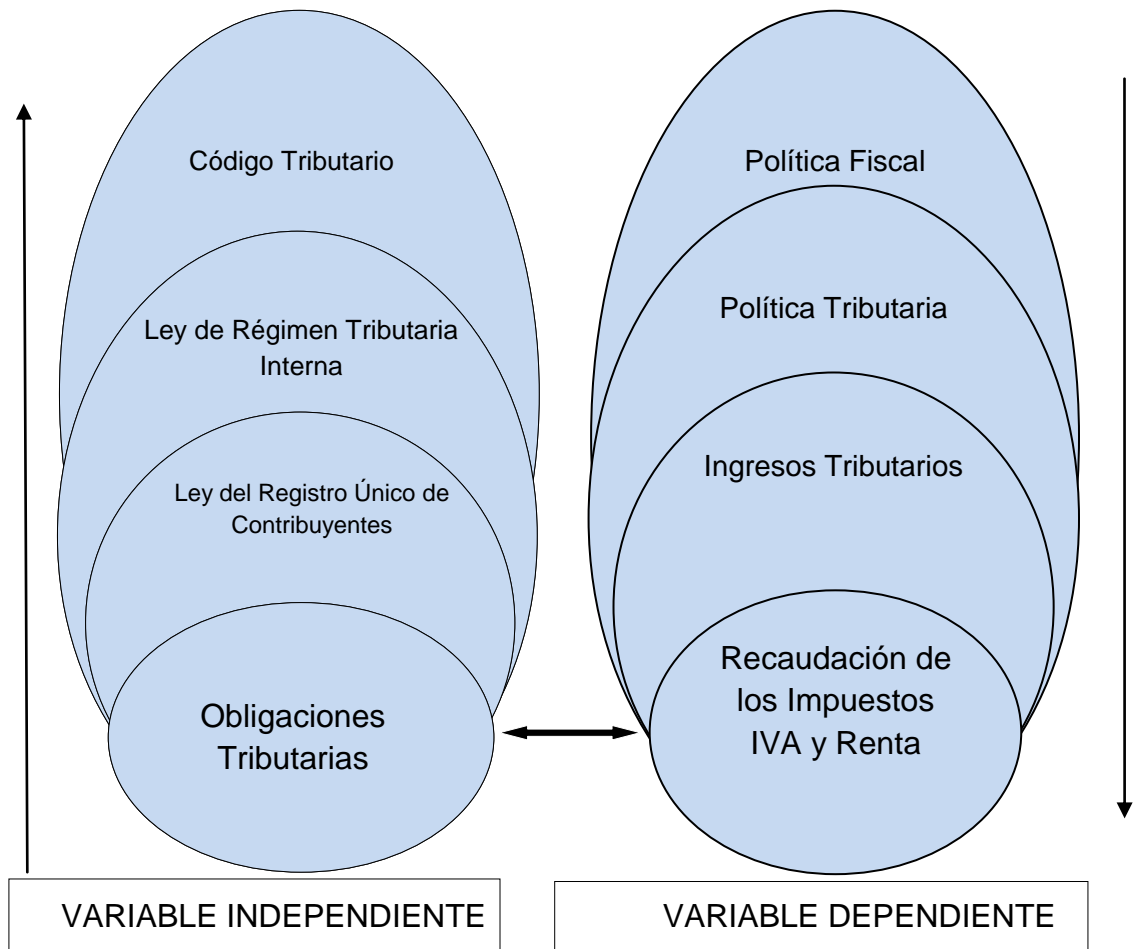 Código Tributario
Ley de Régimen Tributaria
Interna
Ley del Registro Único de
Contribuyentes
Obligaciones
Tributarias
VARIABLE INDEPENDIENTE
Política Fiscal
Política Tributaria
Ingresos Tributarios
Recaudación de
los Impuestos
IVA y Renta
VARIABLE DEPENDIENTE